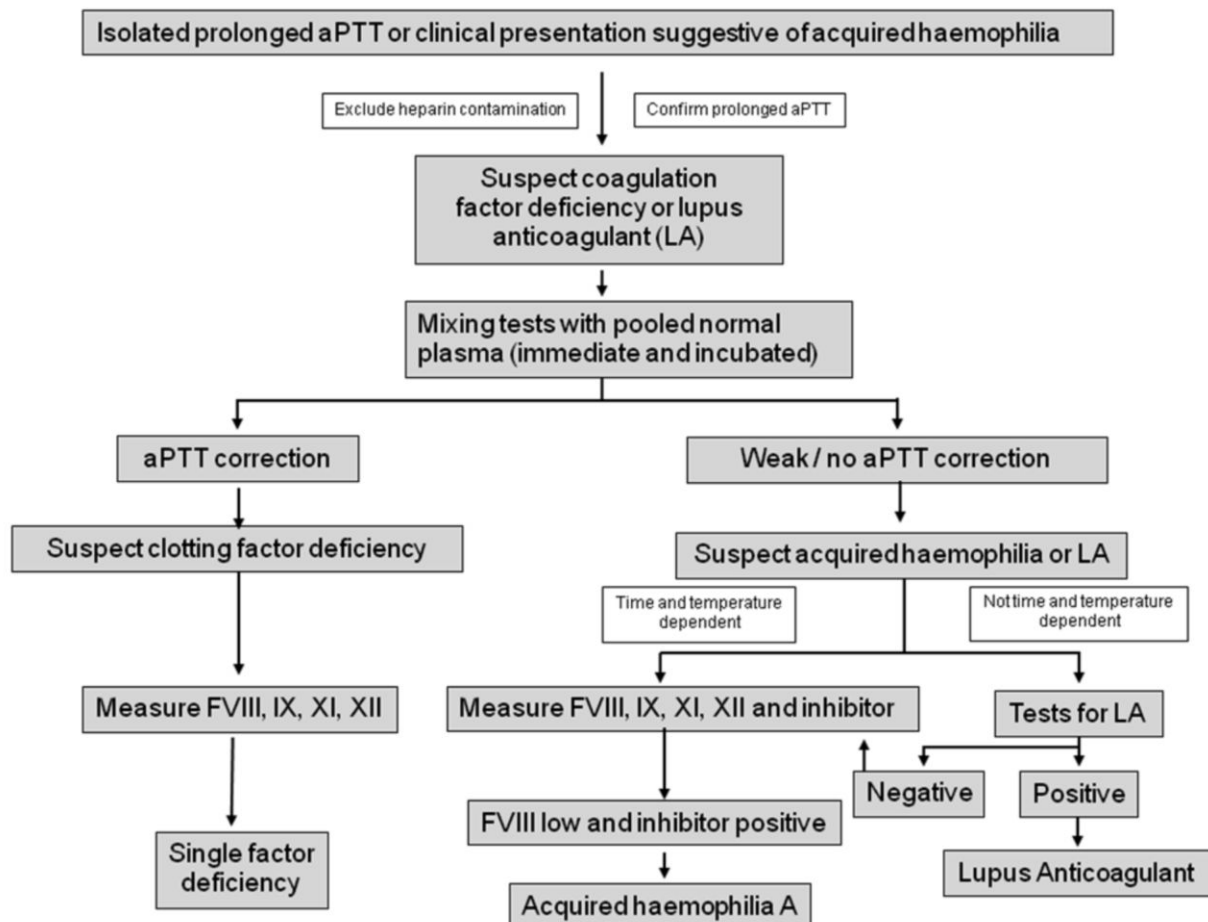 Isolated prolonged aPTT or clinical presentation suggestive of acquired haemophilia
Exclude heparin contamination
Confirm prolonged aPTT
Suspect coagulation
factor deficiency or lupus
anticoagulant (LA)
Mixing tests with pooled normal
plasma (immediate and incubated)
aPTT correction
Weak / no aPTT correction
Suspect clotting factor deficiency
Suspect acquired haemophilia or LA
Time and temperature
dependent
Not time and temperature
dependent
Measure FVIII, IX, XI, XII
Measure FVIII, IX, XI, XII and inhibitor
Tests for LA
Negative
Positive
FVIII low and inhibitor positive
Single factor
deficiency
Lupus Anticoagulant
Acquired haemophilia A